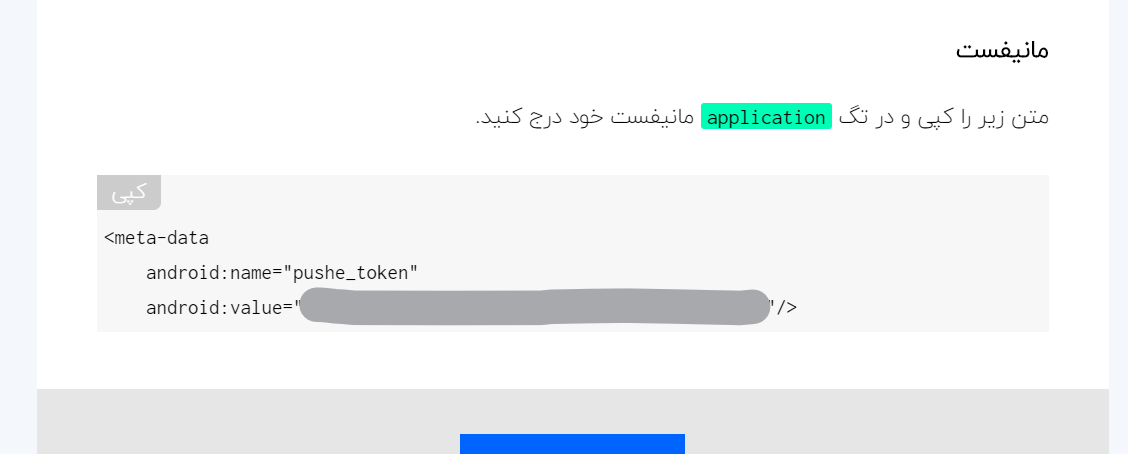 مانیفست
متن زیر را کپی و در تگ application مانیفست خود درج کنید.
کپی
<meta-data
android:name="pushe_token"
android:value=" "/>